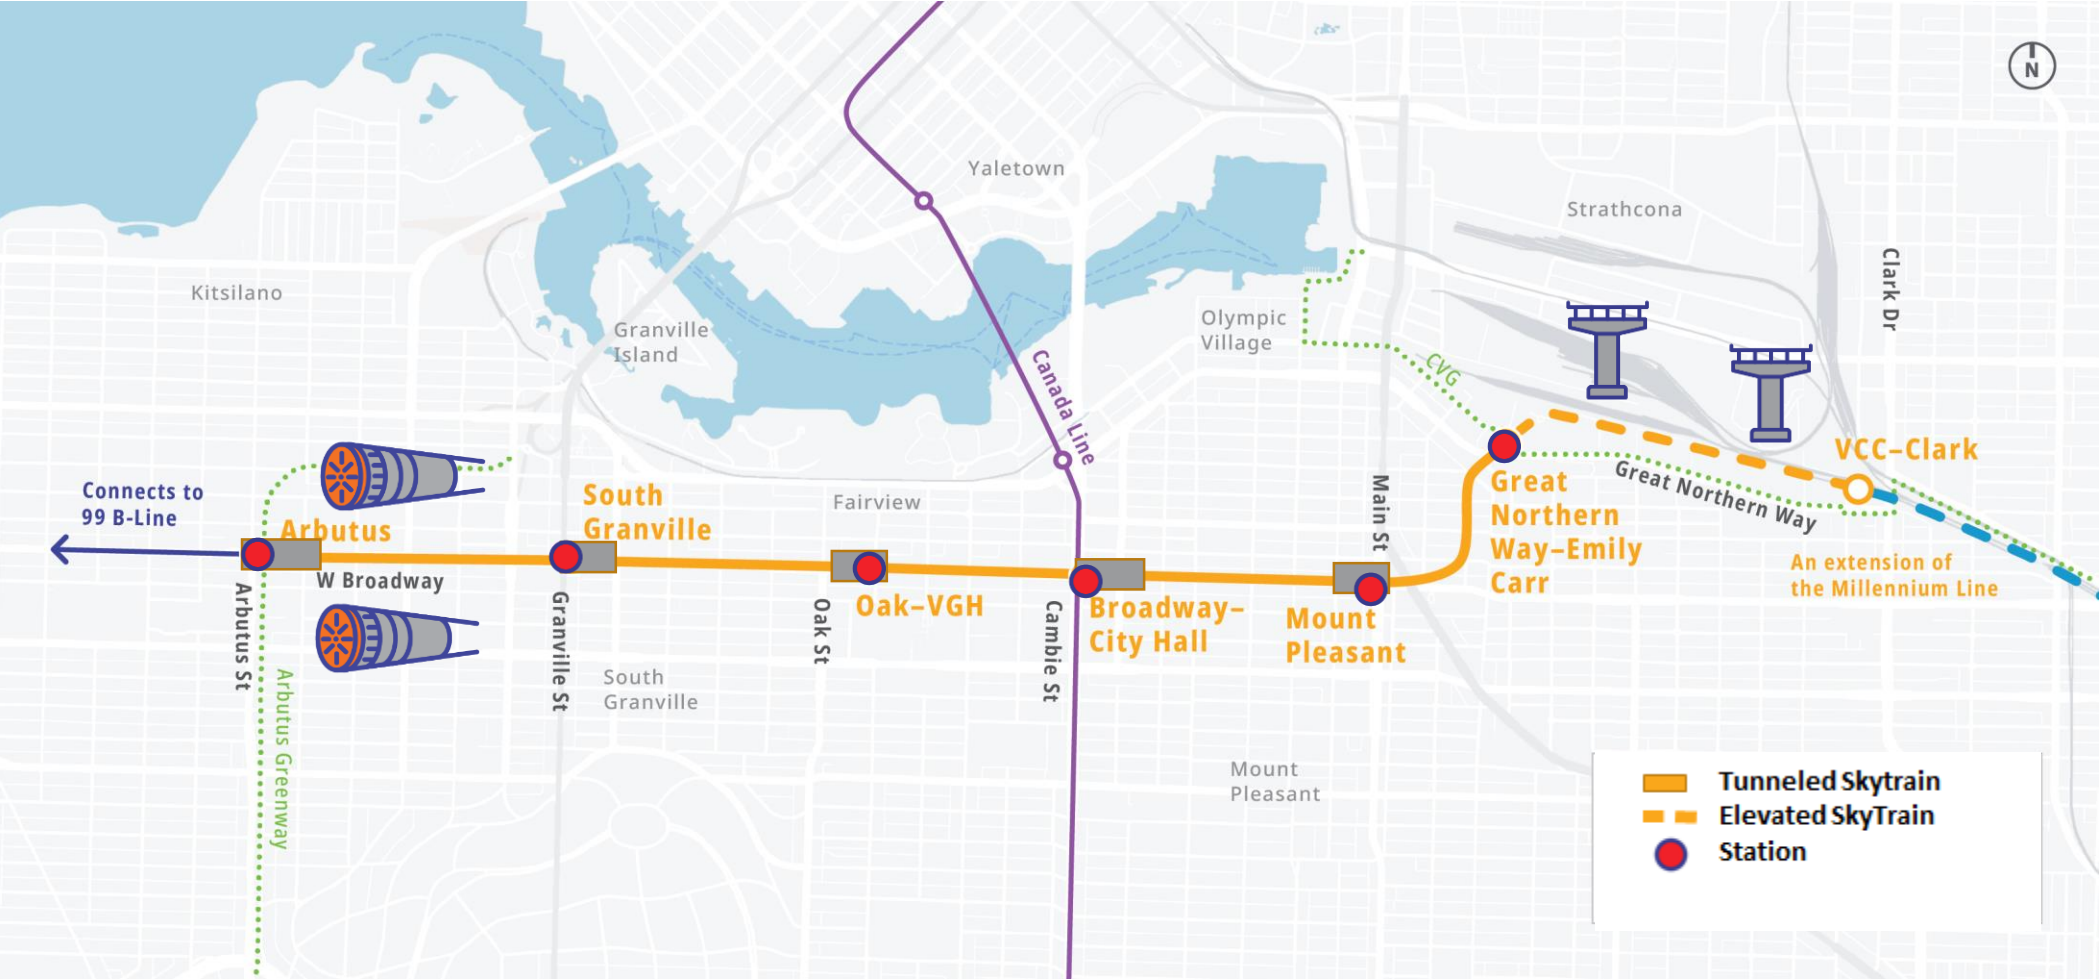 N
Yaletown
Strathcona
Clark Dr
Kitsilano
Granville
Island
Olympic
Village
CVG
Canada Line
VCC–Clark
Great Northern Way
Connects to
99 B-Line
Arbutus
South
Granville
Fairview
Main St
Great
Northern
Way–Emily
Carr
An extension of
the Millennium Line
W Broadway
Arbutus St
Granville St
Oak St
Oak–VGH
Cambie St
Broadway–
City Hall
Mount
Pleasant
Arbutus Greenway
South
Granville
Mount
Pleasant
Tunneled Skytrain
Elevated SkyTrain
Station